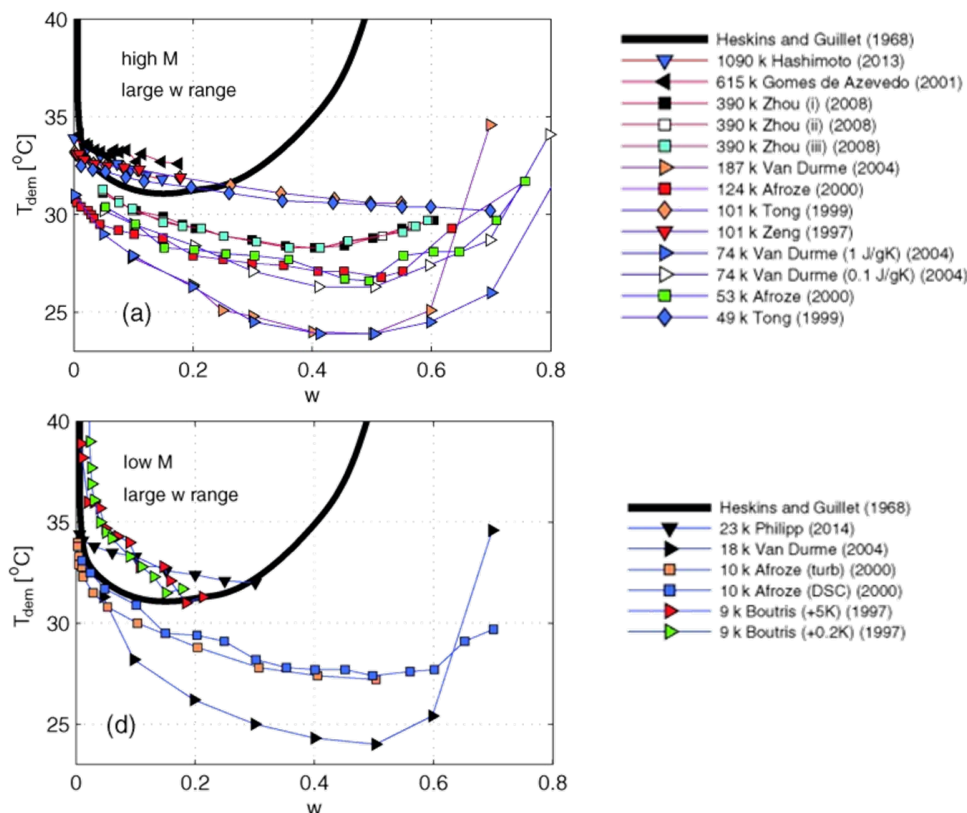 40
35
30
25
T_dem [°C]
high M
large w range
(a)
0 0.2 0.4 0.6 0.8
w
Heskins and Guillet (1968)
1090 k Hashimoto (2013)
615 k Gomes de Azevedo (2001)
390 k Zhou (i) (2008)
390 k Zhou (ii) (2008)
390 k Zhou (iii) (2008)
187 k Van Durme (2004)
124 k Afroze (2000)
101 k Tong (1999)
101 k Zeng (1997)
74 k Van Durme (1 J/gK) (2004)
74 k Van Durme (0.1 J/gK) (2004)
53 k Afroze (2000)
49 k Tong (1999)
40
35
30
25
T_dem [°C]
low M
large w range
(d)
0 0.2 0.4 0.6 0.8
w
Heskins and Guillet (1968)
23 k Philipp (2014)
18 k Van Durme (2004)
10 k Afroze (turb) (2000)
10 k Afroze (DSC) (2000)
9 k Boutris (+5K) (1997)
9 k Boutris (+0.2K) (1997)